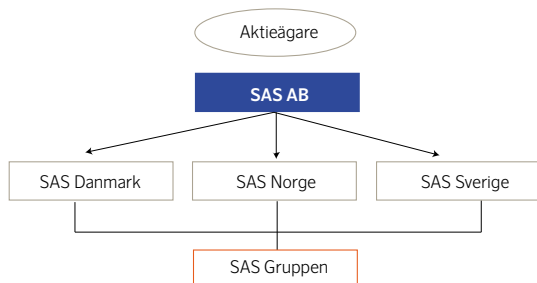 Aktieägare
SAS AB
SAS Danmark
SAS Norge
SAS Sverige
SAS Gruppen